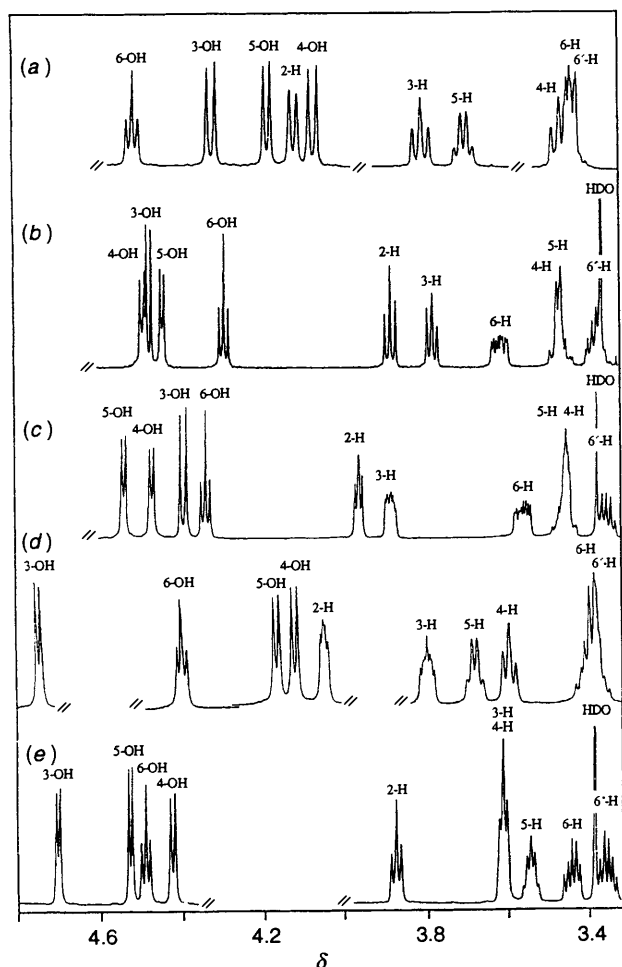 (a)
6-OH
3-OH
5-OH
2-H
4-OH
3-H
5-H
4-H
6-H
6´-H
(b)
4-OH
3-OH
5-OH
6-OH
2-H
3-H
6-H
4-H
5-H
6´-H
HDO
(c)
5-OH
4-OH
3-OH
6-OH
2-H
3-H
6-H
5-H 4-H
6´-H
HDO
(d)
3-OH
6-OH
5-OH
4-OH
2-H
3-H
5-H
4-H
6-H
6´-H
(e)
3-OH
5-OH
6-OH
4-OH
2-H
3-H
4-H
5-H
6-H
HDO
6´-H
4.6 4.2 3.8 3.4
δ